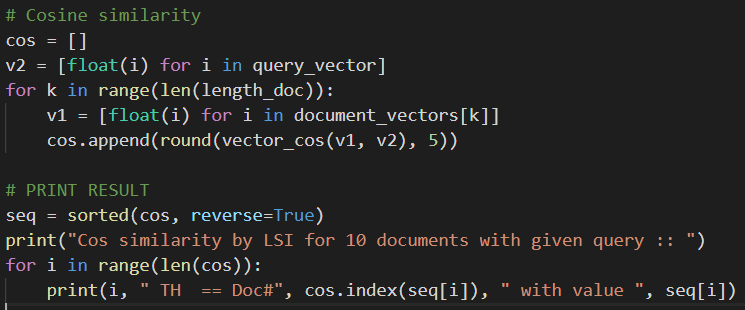 # Cosine similarity
cos = []
v2 = [float(i) for i in query_vector]
for k in range(len(length_doc)):
    v1 = [float(i) for i in document_vectors[k]]
    cos.append(round(vector_cos(v1, v2), 5))

# PRINT RESULT
seq = sorted(cos, reverse=True)
print("Cos similarity by LSI for 10 documents with given query :: ")
for i in range(len(cos)):
    print(i, " TH  == Doc#", cos.index(seq[i]), " with value ", seq[i])